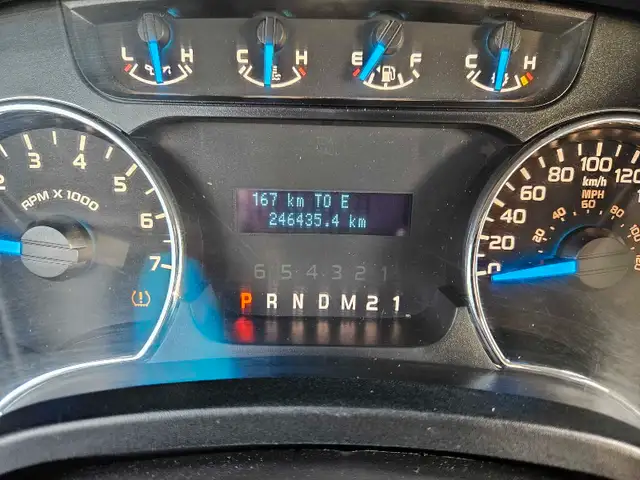 L H C H E F C H
2 3 4 5 6 7
RPM X 1000
167 km TO E
246435.4 km
6 5 4 3 2 1
P R N D M 2 1
0 20 40 60 80 100 120
km/h
MPH
20 40 60 80 100